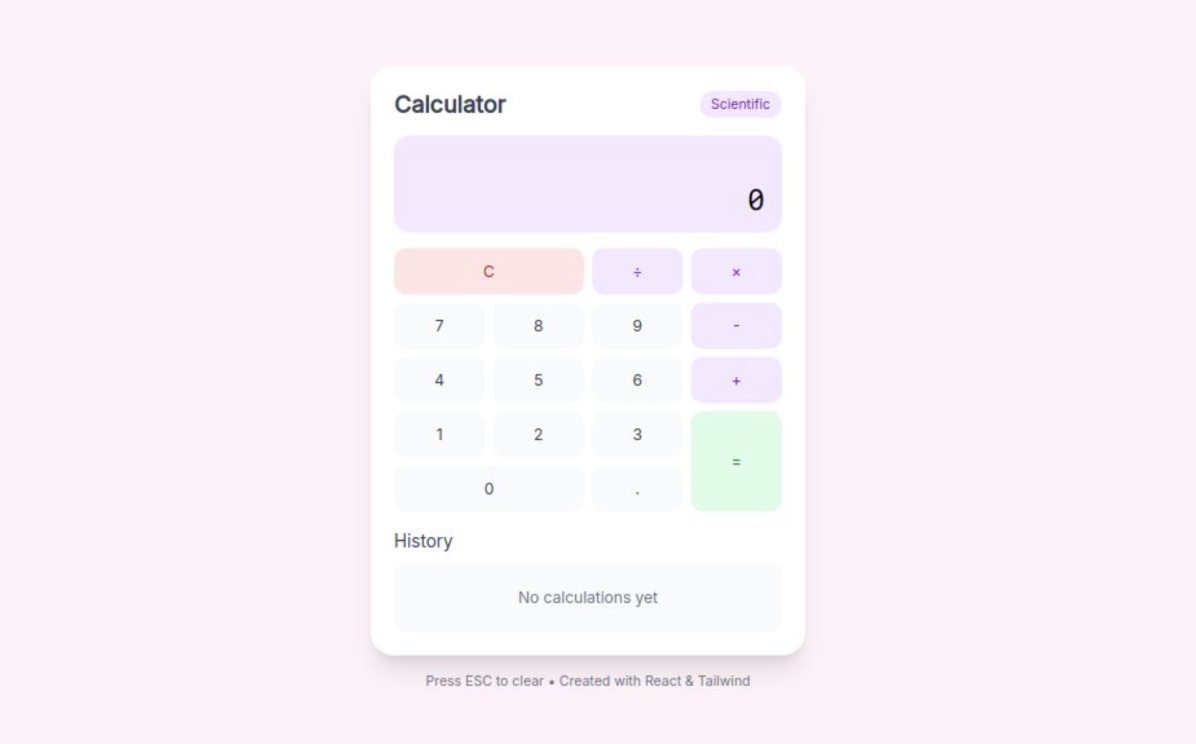 Calculator
Scientific
0
C ÷ ×
7 8 9 -
4 5 6 +
1 2 3
=
0 .
History
No calculations yet
Press ESC to clear • Created with React & Tailwind